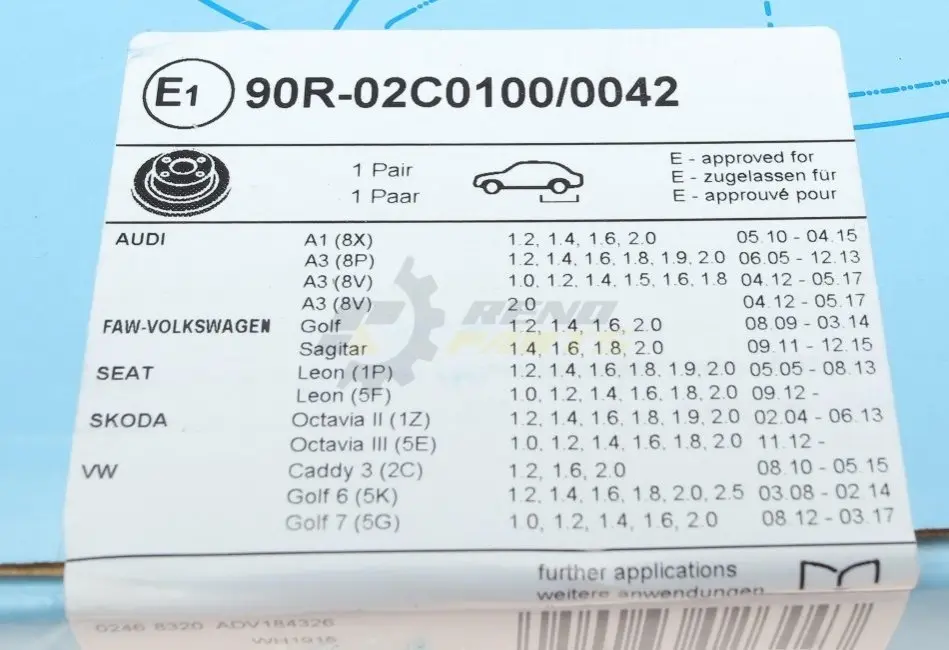 E1 90R-02C0100/0042
1 Pair
1 Paar
E - approved for
E - zugelassen für
E - approuvé pour
AUDI A1 (8X) 1.2, 1.4, 1.6, 2.0 05.10 - 04.15
A3 (8P) 1.2, 1.4, 1.6, 1.8, 1.9, 2.0 06.05 - 12.13
A3 (8V) 1.0, 1.2, 1.4, 1.5, 1.6, 1.8 04.12 - 05.17
A3 (8V) 2.0 04.12 - 05.17
FAW-VOLKSWAGEN Golf 1.2, 1.4, 1.6, 2.0 08.09 - 03.14
Sagitar 1.4, 1.6, 1.8, 2.0 09.11 - 12.15
SEAT Leon (1P) 1.2, 1.4, 1.6, 1.8, 1.9, 2.0 05.05 - 08.13
Leon (5F) 1.0, 1.2, 1.4, 1.6, 1.8, 2.0 09.12 -
SKODA Octavia II (1Z) 1.2, 1.4, 1.6, 1.8, 1.9, 2.0 02.04 - 06.13
Octavia III (5E) 1.0, 1.2, 1.4, 1.6, 1.8, 2.0 11.12 -
VW Caddy 3 (2C) 1.2, 1.6, 2.0 08.10 - 05.15
Golf 6 (5K) 1.2, 1.4, 1.6, 1.8, 2.0, 2.5 03.08 - 02.14
Golf 7 (5G) 1.0, 1.2, 1.4, 1.6, 2.0 08.12 - 03.17
further applications
weitere anwendungen
0246 8320 ADV184326
WH1916
RENO
PARTS